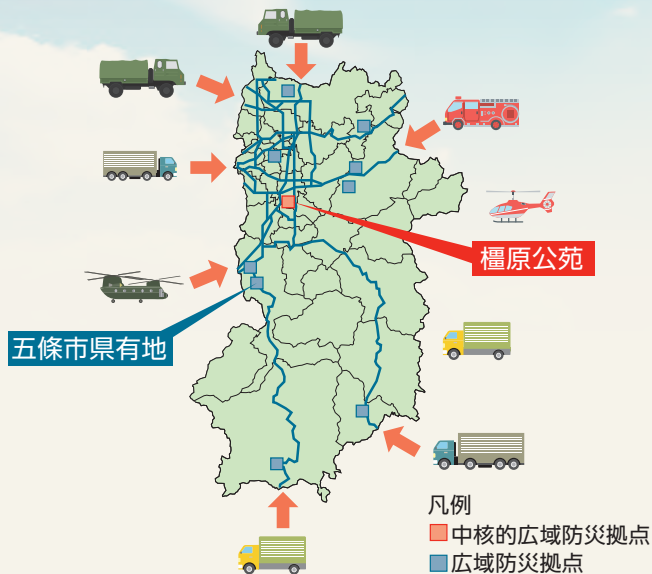 橿原公苑
五條市県有地
凡例
中核的広域防災拠点
広域防災拠点